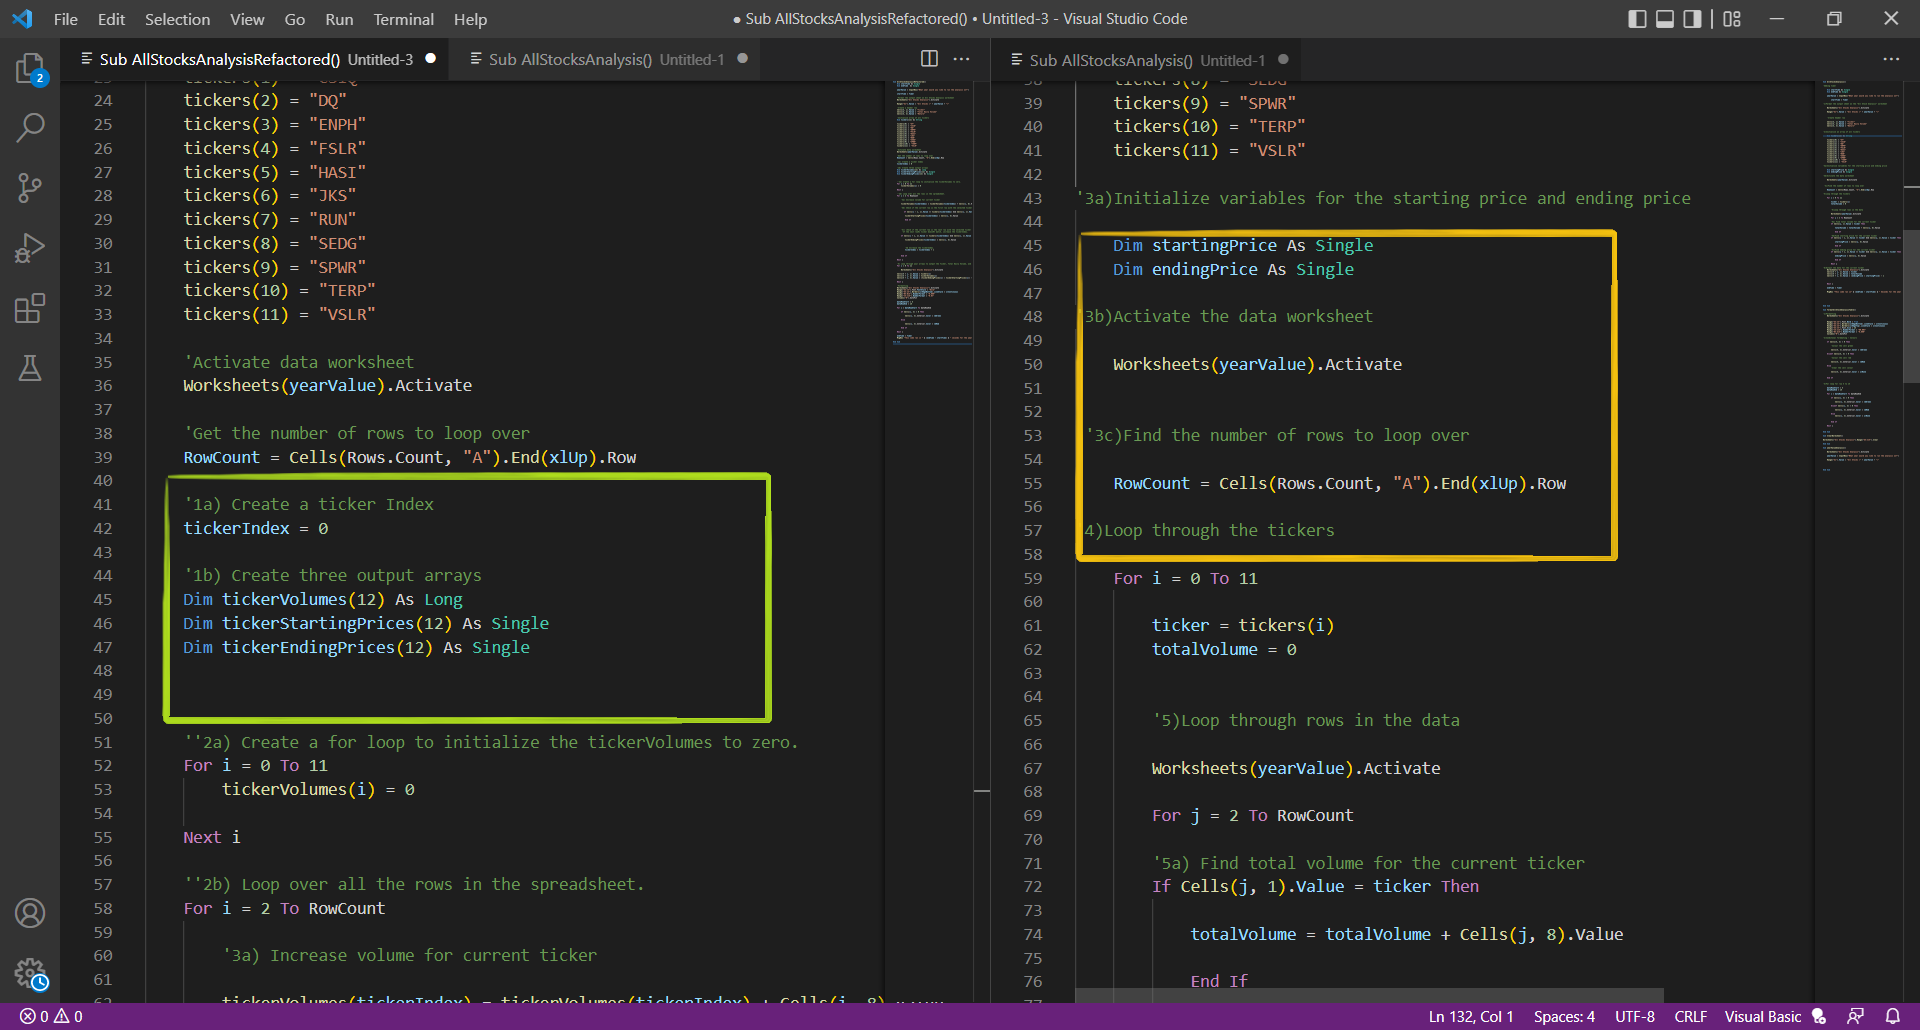 File Edit Selection View Go Run Terminal Help
● Sub AllStocksAnalysisRefactored() • Untitled-3 - Visual Studio Code
Sub AllStocksAnalysisRefactored() Untitled-3 ●
Sub AllStocksAnalysis() Untitled-1 ●
2
24 tickers(2) = "DQ"
25 tickers(3) = "ENPH"
26 tickers(4) = "FSLR"
27 tickers(5) = "HASI"
28 tickers(6) = "JKS"
29 tickers(7) = "RUN"
30 tickers(8) = "SEDG"
31 tickers(9) = "SPWR"
32 tickers(10) = "TERP"
33 tickers(11) = "VSLR"
34
35 'Activate data worksheet
36 Worksheets(yearValue).Activate
37
38 'Get the number of rows to loop over
39 RowCount = Cells(Rows.Count, "A").End(xlUp).Row
40
41 '1a) Create a ticker Index
42 tickerIndex = 0
43
44 '1b) Create three output arrays
45 Dim tickerVolumes(12) As Long
46 Dim tickerStartingPrices(12) As Single
47 Dim tickerEndingPrices(12) As Single
48
49
50
51 ''2a) Create a for loop to initialize the tickerVolumes to zero.
52 For i = 0 To 11
53 tickerVolumes(i) = 0
54
55 Next i
56
57 ''2b) Loop over all the rows in the spreadsheet.
58 For i = 2 To RowCount
59
60 '3a) Increase volume for current ticker
61
62 tickerVolumes(tickerIndex) = tickerVolumes(tickerIndex) + Cells(i, 8)
Sub AllStocksAnalysis() Untitled-1 ●
38 tickers(8) = "SEDG"
39 tickers(9) = "SPWR"
40 tickers(10) = "TERP"
41 tickers(11) = "VSLR"
42
43 '3a)Initialize variables for the starting price and ending price
44
45 Dim startingPrice As Single
46 Dim endingPrice As Single
47
48 3b)Activate the data worksheet
49
50 Worksheets(yearValue).Activate
51
52
53 '3c)Find the number of rows to loop over
54
55 RowCount = Cells(Rows.Count, "A").End(xlUp).Row
56
57 4)Loop through the tickers
58
59 For i = 0 To 11
60
61 ticker = tickers(i)
62 totalVolume = 0
63
64
65 '5)Loop through rows in the data
66
67 Worksheets(yearValue).Activate
68
69 For j = 2 To RowCount
70
71 '5a) Find total volume for the current ticker
72 If Cells(j, 1).Value = ticker Then
73
74 totalVolume = totalVolume + Cells(j, 8).Value
75
76 End If
0 0
Ln 132, Col 1 Spaces: 4 UTF-8 CRLF Visual Basic